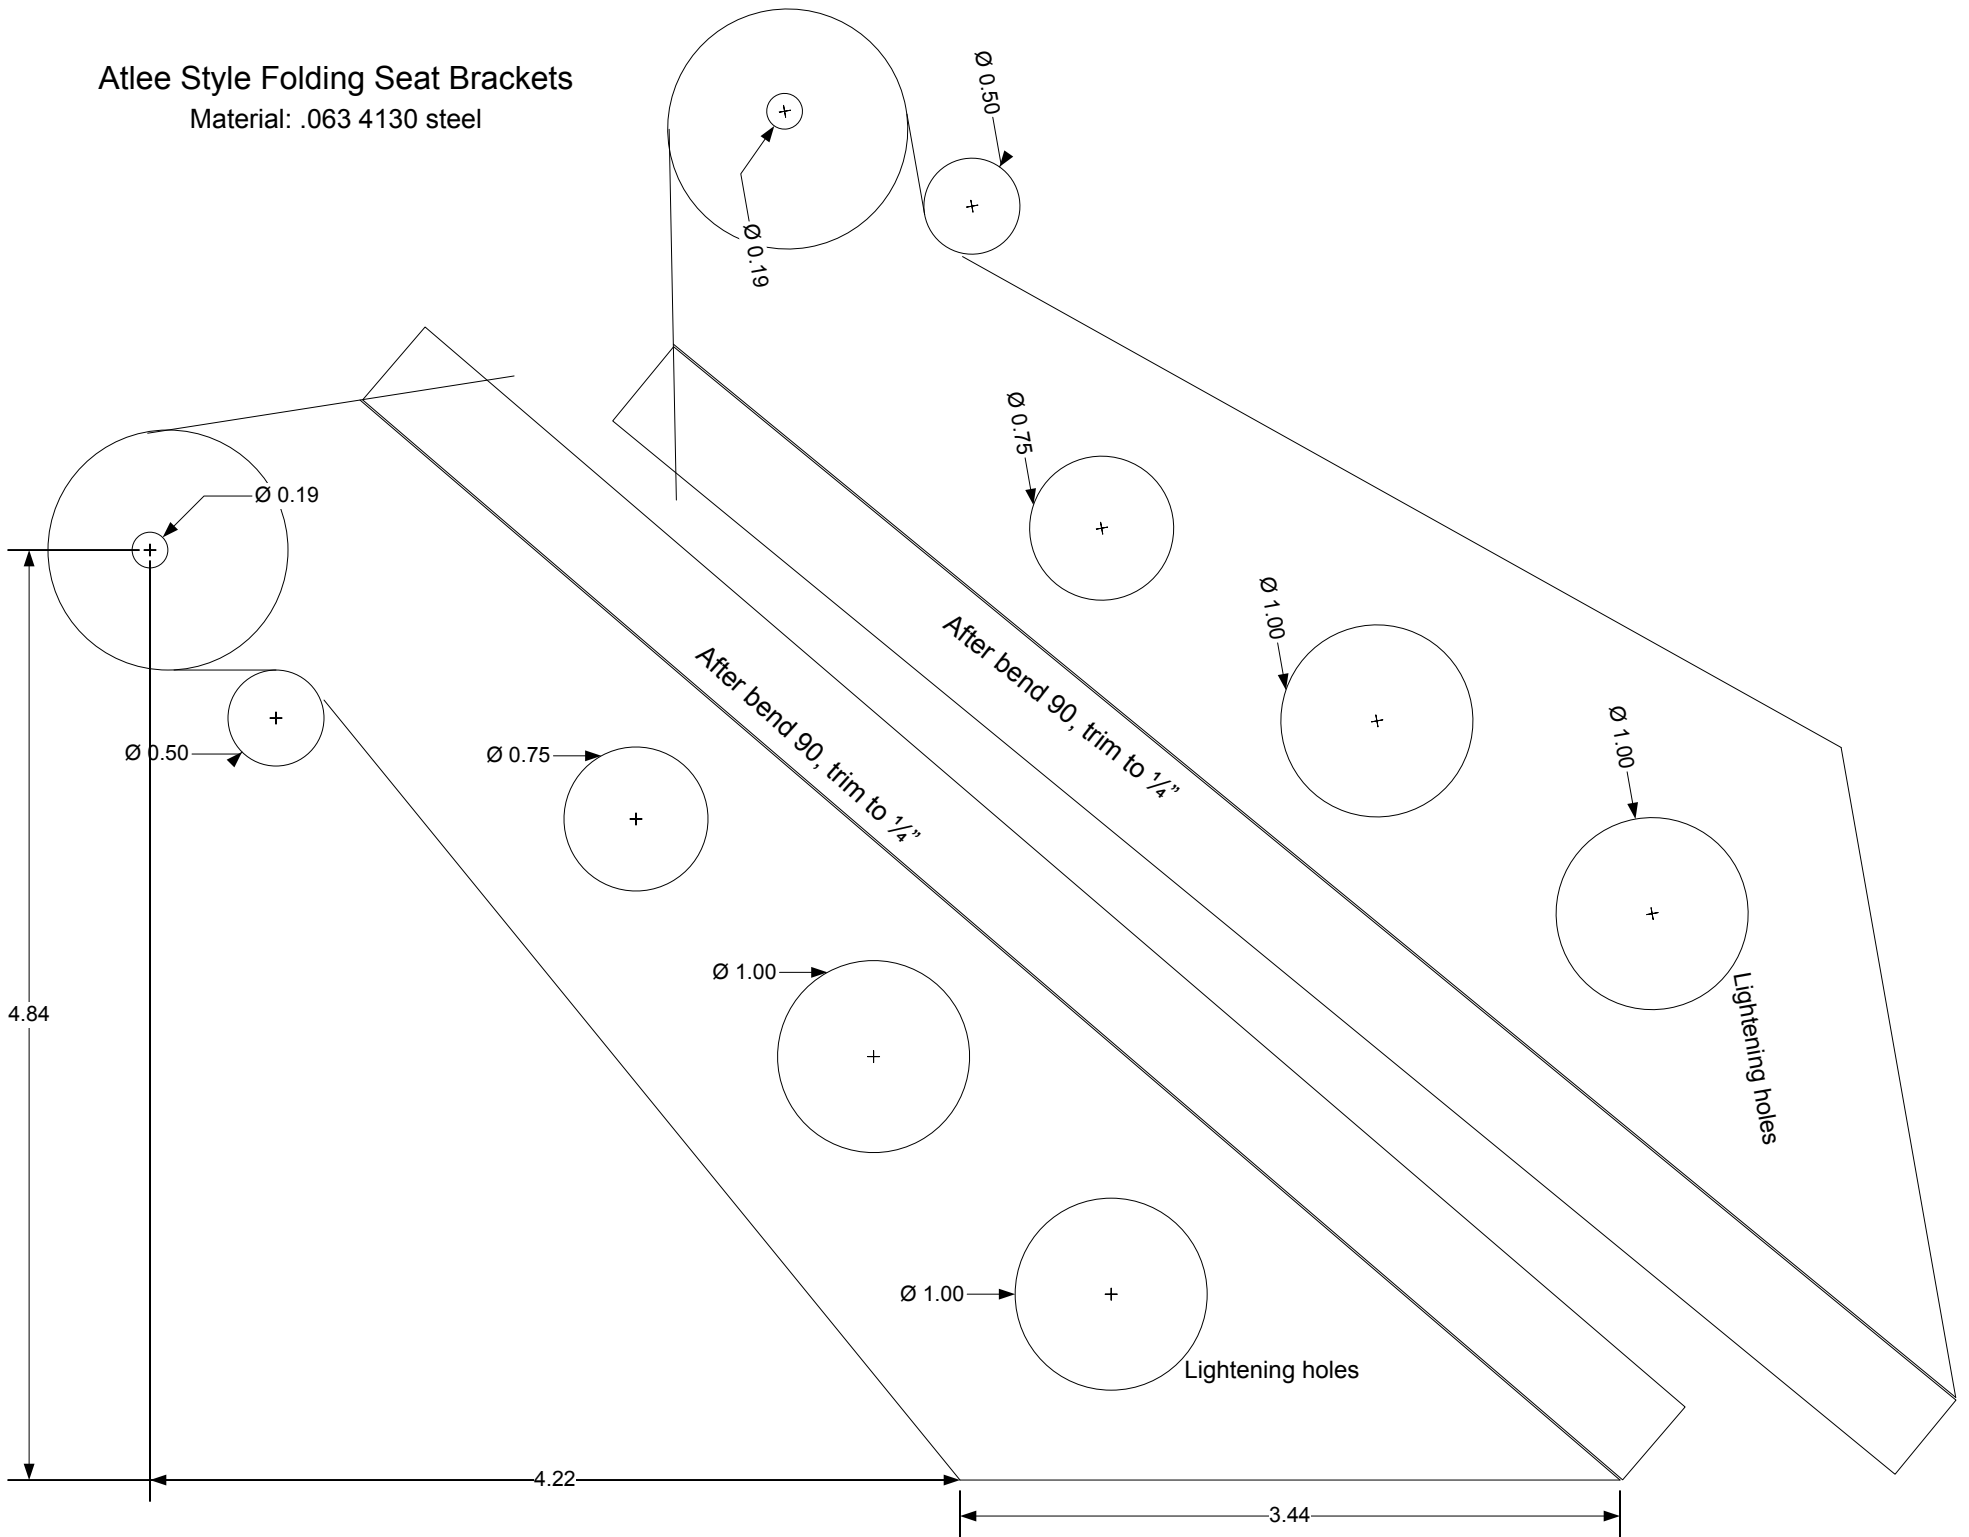 Atlee Style Folding Seat Brackets
Material: .063 4130 steel
Ø 0.50
Ø 0.19
Ø 0.19
Ø 0.75
Ø 1.00
After bend 90, trim to ¼”
After bend 90, trim to ¼”
Ø 1.00
Ø 0.50
Ø 0.75
Ø 1.00
Lightening holes
4.84
Ø 1.00
Lightening holes
4.22
3.44